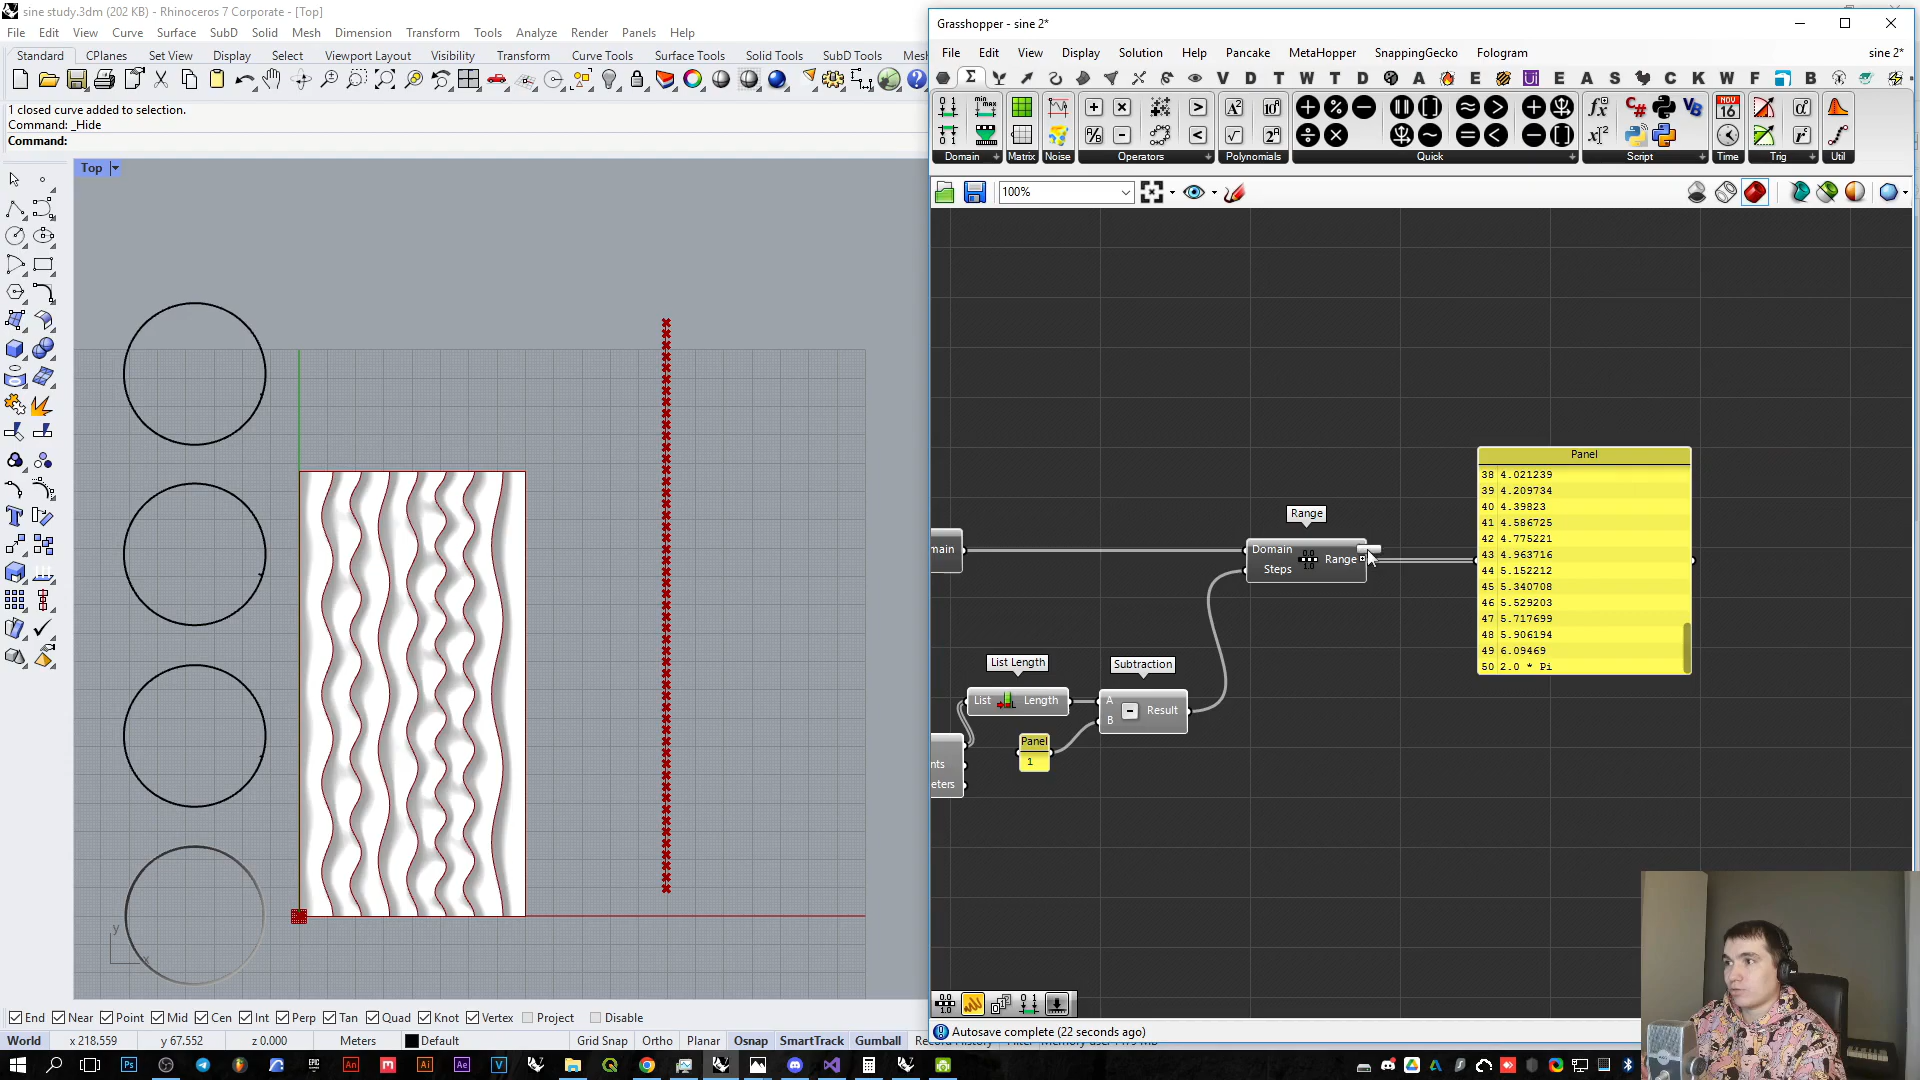 sine study.3dm (202 KB) - Rhinoceros 7 Corporate - [Top]
File Edit View Curve Surface SubD Solid Mesh Dimension Transform Tools Analyze Render Panels Help
Standard CPlanes Set View Display Select Viewport Layout Visibility Transform Curve Tools Surface Tools Solid Tools SubD Tools Mesh
1 closed curve added to selection.
Command: _Hide
Command:
Top
y
x
End Near Point Mid Cen Int Perp Tan Quad Knot Vertex Project Disable
World x 218.559 y 67.552 z 0.000 Meters Default Grid Snap Ortho Planar Osnap SmartTrack Gumball
Grasshopper - sine 2*
File Edit View Display Solution Help Pancake MetaHopper SnappingGecko Fologram sine 2*
Domain Matrix Noise Operators Polynomials Quick Script Time Trig Util
100%
Range
Domain
Steps
Range
main
List Length
List Length
Subtraction
A
B
Result
Panel
1
nts
eters
Panel
38 4.021239
39 4.209734
40 4.39823
41 4.586725
42 4.775221
43 4.963716
44 5.152212
45 5.340708
46 5.529203
47 5.717699
48 5.906194
49 6.09469
50 2.0 * Pi
Autosave complete (22 seconds ago)